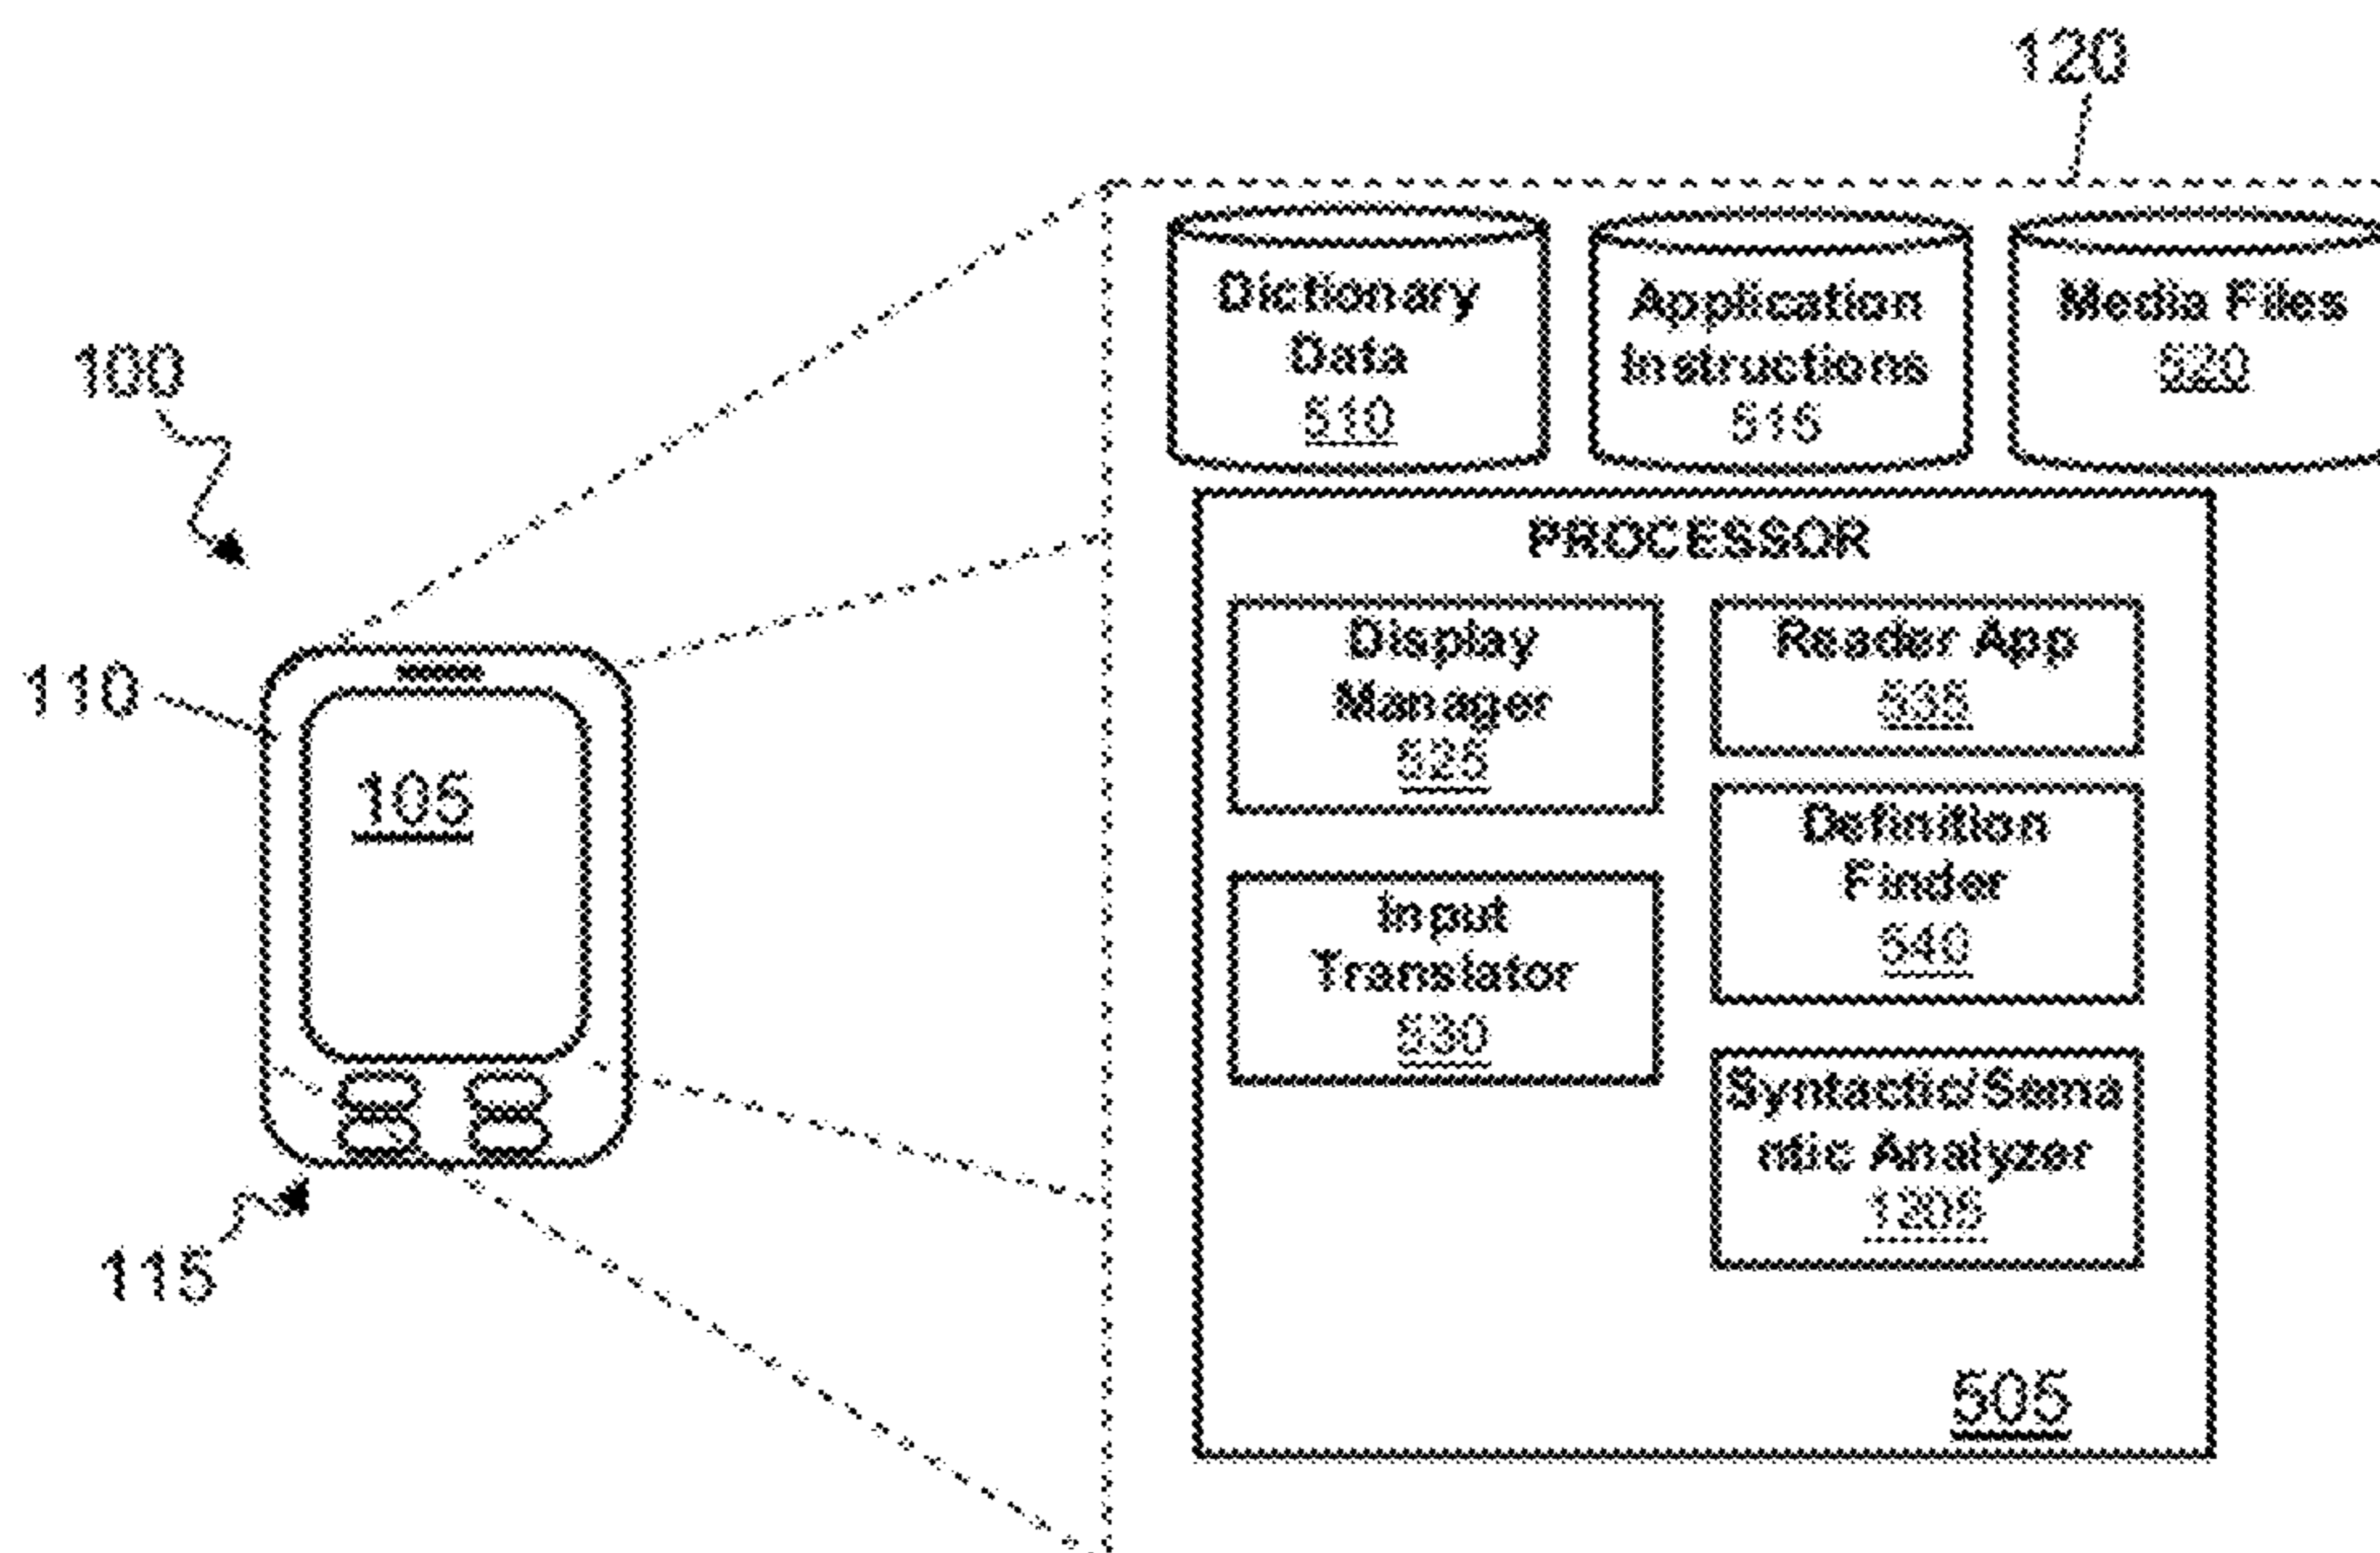 120
Dictionary
Data
510
Application
Instructions
515
Media Files
520
100
PROCESSOR
Display
Manager
525
Reader App
535
110
105
Definition
Finder
540
Input
Translator
530
Syntactic/Sema
ntic Analyzer
1205
115
505